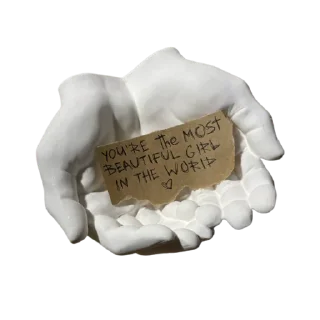 YOU'RE the MOST
BEAUTIFUL GIRL
IN THE WORLD
♡